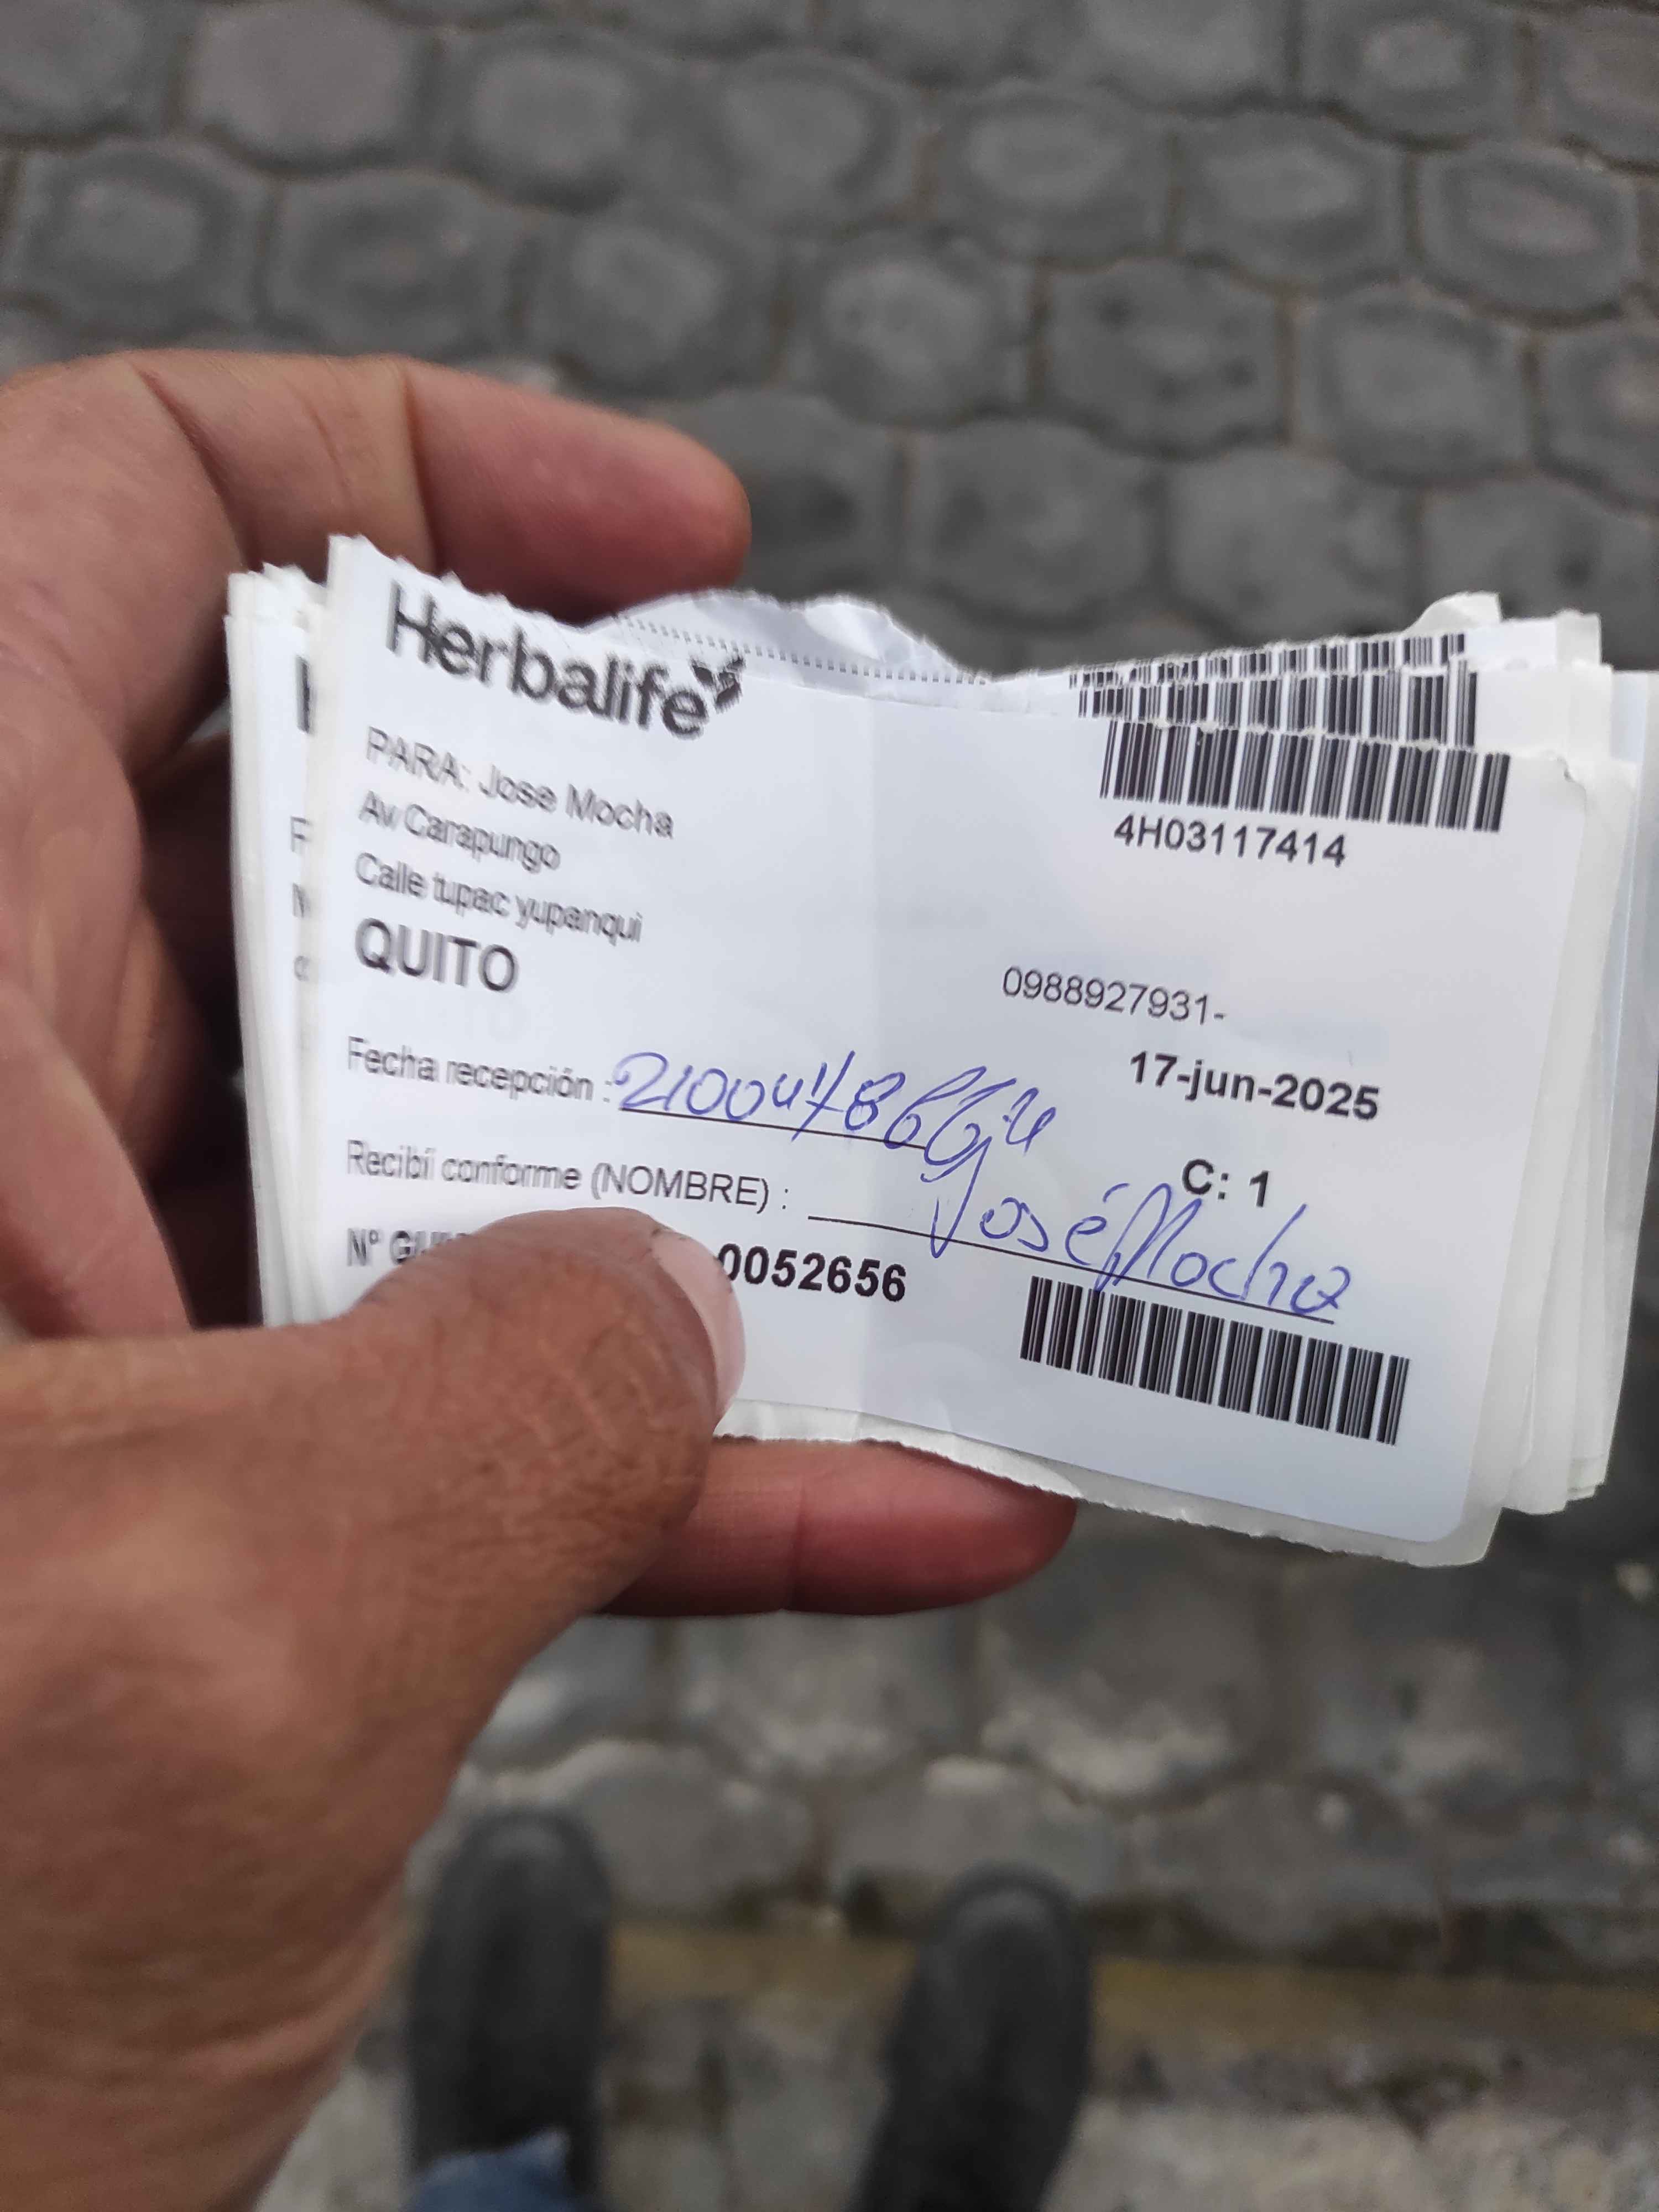 Herbalife
4H03117414
PARA: Jose Mocha
Av Carapungo
Calle tupac yupanqui
QUITO
0988927931-
17-jun-2025
Fecha recepción :
C: 1
Recibí conforme (NOMBRE) : José Mocha
N° 0052656